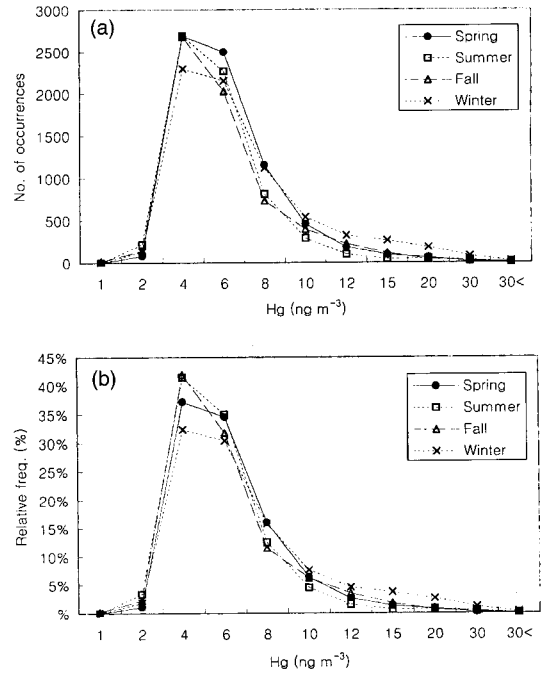 (a)
3000
2500
2000
1500
1000
500
0
No. of occurrences
Spring
Summer
Fall
Winter
1 2 4 6 8 10 12 15 20 30 30<
Hg (ng m⁻³)
(b)
45%
40%
35%
30%
25%
20%
15%
10%
5%
%
Relative freq. (%)
Spring
Summer
Fall
Winter
1 2 4 6 8 10 12 15 20 30 30<
Hg (ng m⁻³)